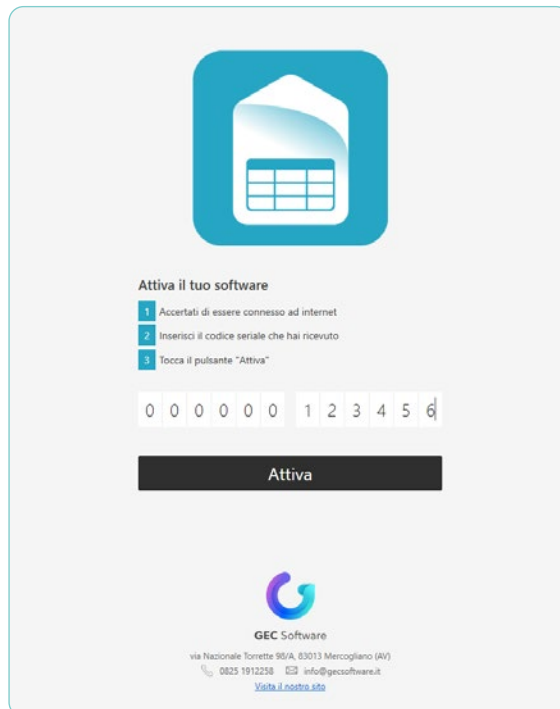 Attiva il tuo software
1 Accertati di essere connesso ad internet
2 Inserisci il codice seriale che hai ricevuto
3 Tocca il pulsante "Attiva"
0 0 0 0 0 0 1 2 3 4 5 6
Attiva
GEC Software
via Nazionale Torrette 98/A, 83013 Mercogliano (AV)
0825 1912258 info@gecsoftware.it
Visita il nostro sito